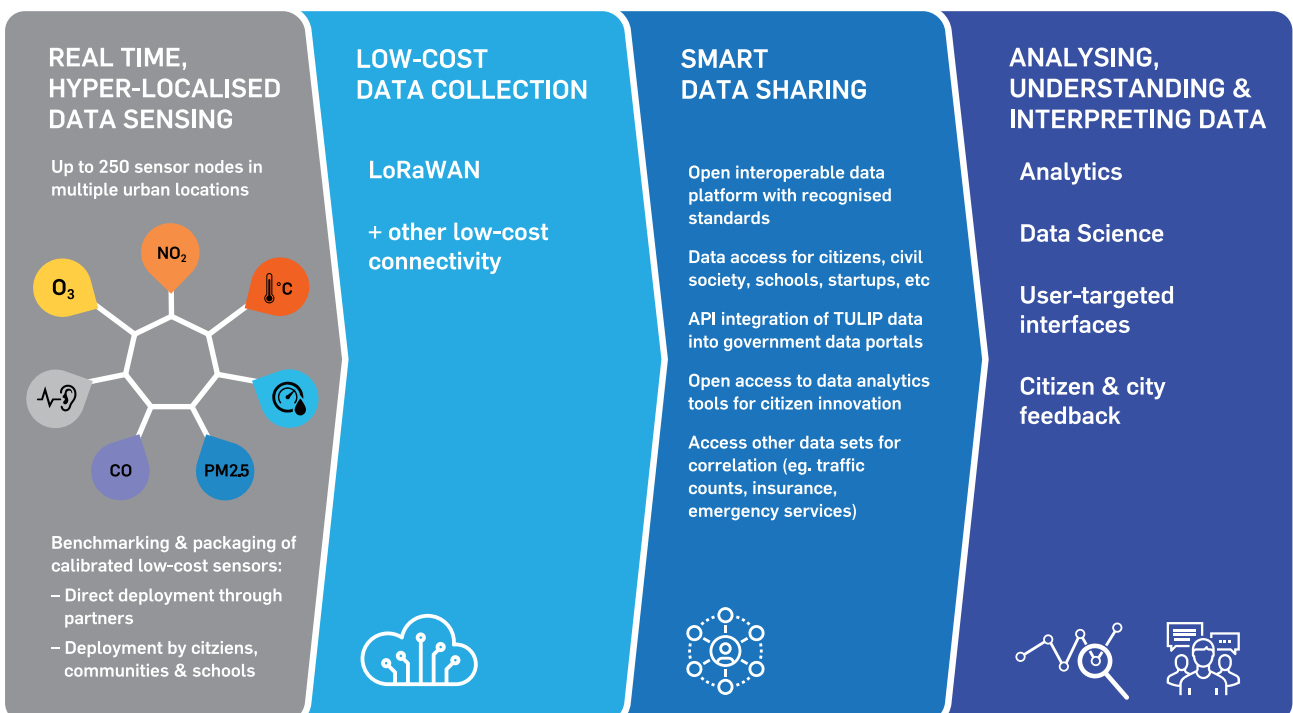 REAL TIME,
HYPER-LOCALISED
DATA SENSING
Up to 250 sensor nodes in
multiple urban locations
NO₂
O₃
°C
CO
PM2.5
Benchmarking & packaging of
calibrated low-cost sensors:
– Direct deployment through
partners
– Deployment by citziens,
communities & schools
LOW-COST
DATA COLLECTION
LoRaWAN
+ other low-cost
connectivity
SMART
DATA SHARING
Open interoperable data
platform with recognised
standards
Data access for citizens, civil
society, schools, startups, etc
API integration of TULIP data
into government data portals
Open access to data analytics
tools for citizen innovation
Access other data sets for
correlation (eg. traffic
counts, insurance,
emergency services)
ANALYSING,
UNDERSTANDING &
INTERPRETING DATA
Analytics
Data Science
User-targeted
interfaces
Citizen & city
feedback